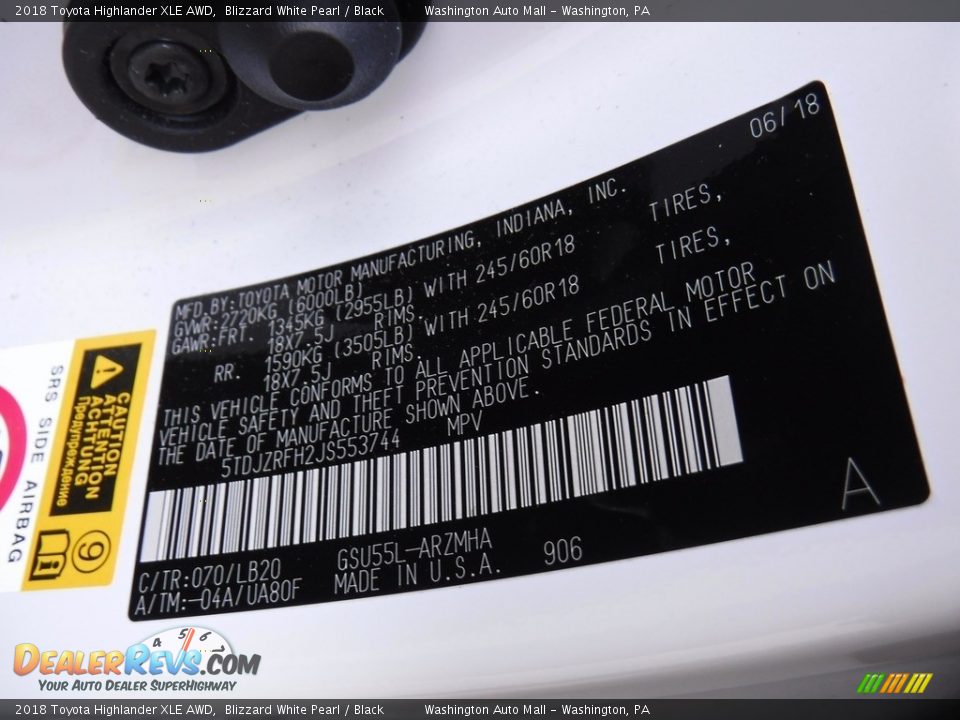 2018 Toyota Highlander XLE AWD, Blizzard White Pearl / Black Washington Auto Mall - Washington, PA
06/18
MFD.BY:TOYOTA MOTOR MANUFACTURING, INDIANA, INC.
GVWR:2720KG (6000LB)
GAWR:FRT. 1345KG (2955LB) WITH 245/60R18 TIRES,
18X7.5J RIMS.
RR. 1590KG (3505LB) WITH 245/60R18 TIRES,
18X7.5J RIMS.
THIS VEHICLE CONFORMS TO ALL APPLICABLE FEDERAL MOTOR
VEHICLE SAFETY AND THEFT PREVENTION STANDARDS IN EFFECT ON
THE DATE OF MANUFACTURE SHOWN ABOVE.
5TDJZRFH2JS553744 MPV
A
C/TR:070/LB20 GSU55L-ARZMHA 906
A/TM:-04A/UA80F MADE IN U.S.A.
SRS SIDE AIRBAG
CAUTION
ATTENTION
ACHTUNG
Предупреждение
9
i
4 5 6
DEALERREVS.COM
YOUR AUTO DEALER SUPERHIGHWAY
2018 Toyota Highlander XLE AWD, Blizzard White Pearl / Black Washington Auto Mall - Washington, PA